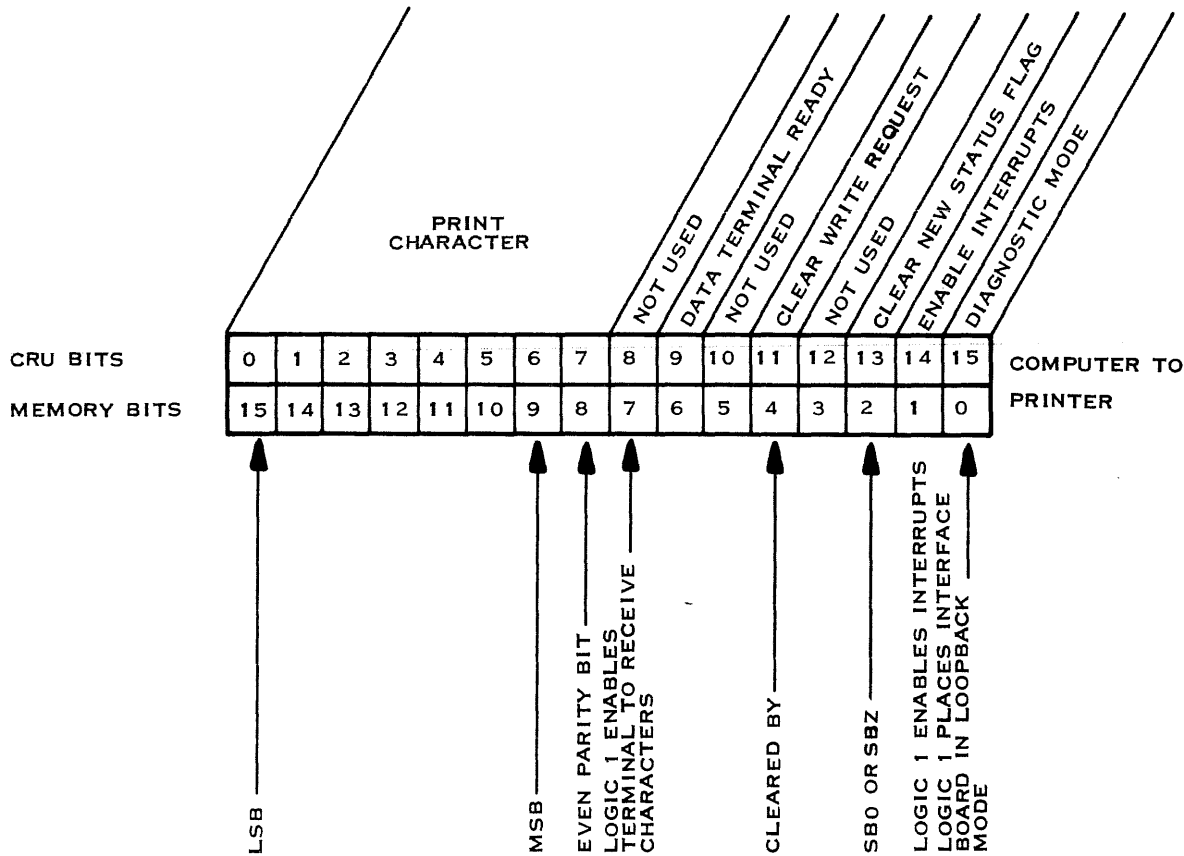 PRINT
CHARACTER
NOT USED
DATA TERMINAL READY
NOT USED
CLEAR WRITE REQUEST
NOT USED
CLEAR NEW STATUS FLAG
ENABLE INTERRUPTS
DIAGNOSTIC MODE
CRU BITS 0 1 2 3 4 5 6 7 8 9 10 11 12 13 14 15 COMPUTER TO
MEMORY BITS 15 14 13 12 11 10 9 8 7 6 5 4 3 2 1 0 PRINTER
LSB
MSB
EVEN PARITY BIT
LOGIC 1 ENABLES
TERMINAL TO RECEIVE
CHARACTERS
CLEARED BY
SBO OR SBZ
LOGIC 1 ENABLES INTERRUPTS
LOGIC 1 PLACES INTERFACE
BOARD IN LOOPBACK
MODE